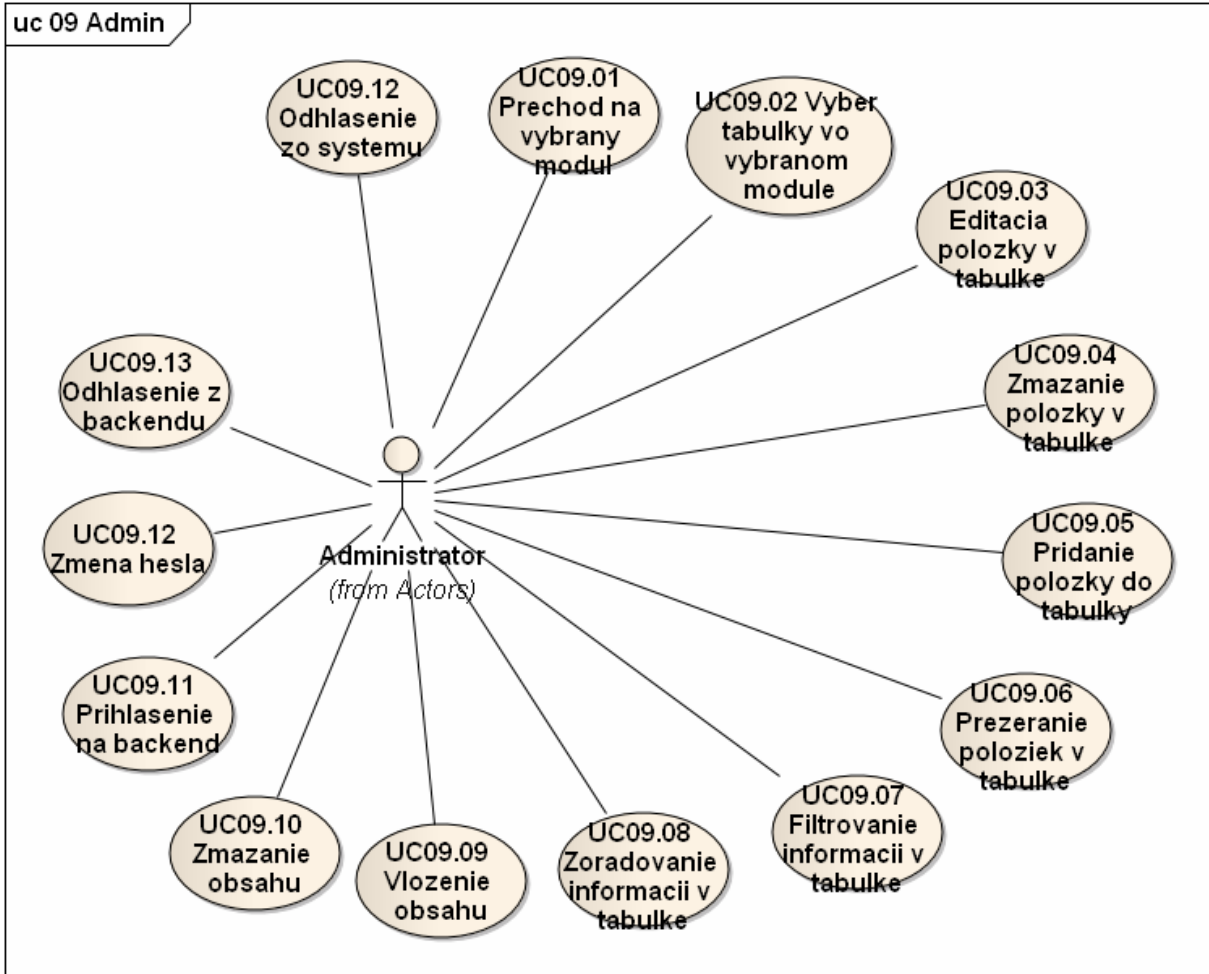 uc 09 Admin
UC09.12
Odhlasenie
zo systemu
UC09.01
Prechod na
vybrany
modul
UC09.02 Vyber
tabulky vo
vybranom
module
UC09.03
Editacia
polozky v
tabulke
UC09.04
Zmazanie
polozky v
tabulke
UC09.05
Pridanie
polozky do
tabulky
UC09.06
Prezeranie
poloziek v
tabulke
UC09.07
Filtrovanie
informacii v
tabulke
UC09.08
Zoradovanie
informacii v
tabulke
UC09.09
Vlozenie
obsahu
UC09.10
Zmazanie
obsahu
UC09.11
Prihlasenie
na backend
UC09.12
Zmena hesla
UC09.13
Odhlasenie z
backendu
Administrator
(from Actors)